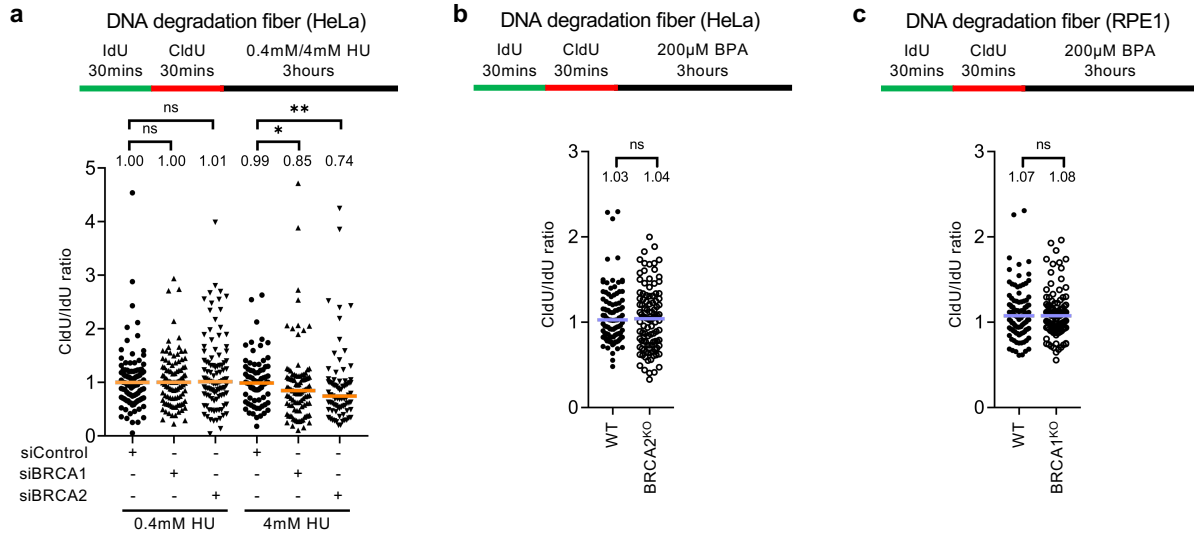 a
DNA degradation fiber (HeLa)
IdU CldU 0.4mM/4mM HU
30mins 30mins 3hours
ns **
ns *
1.00 1.00 1.01 0.99 0.85 0.74
5
4
3
2
1
0
CldU/IdU ratio
siControl + - - + - -
siBRCA1 - + - - + -
siBRCA2 - - + - - +
0.4mM HU 4mM HU
b
DNA degradation fiber (HeLa)
IdU CldU 200µM BPA
30mins 30mins 3hours
ns
1.03 1.04
3
2
1
0
CldU/IdU ratio
WT
BRCA2KO
c
DNA degradation fiber (RPE1)
IdU CldU 200µM BPA
30mins 30mins 3hours
ns
1.07 1.08
3
2
1
0
CldU/IdU ratio
WT
BRCA1KO